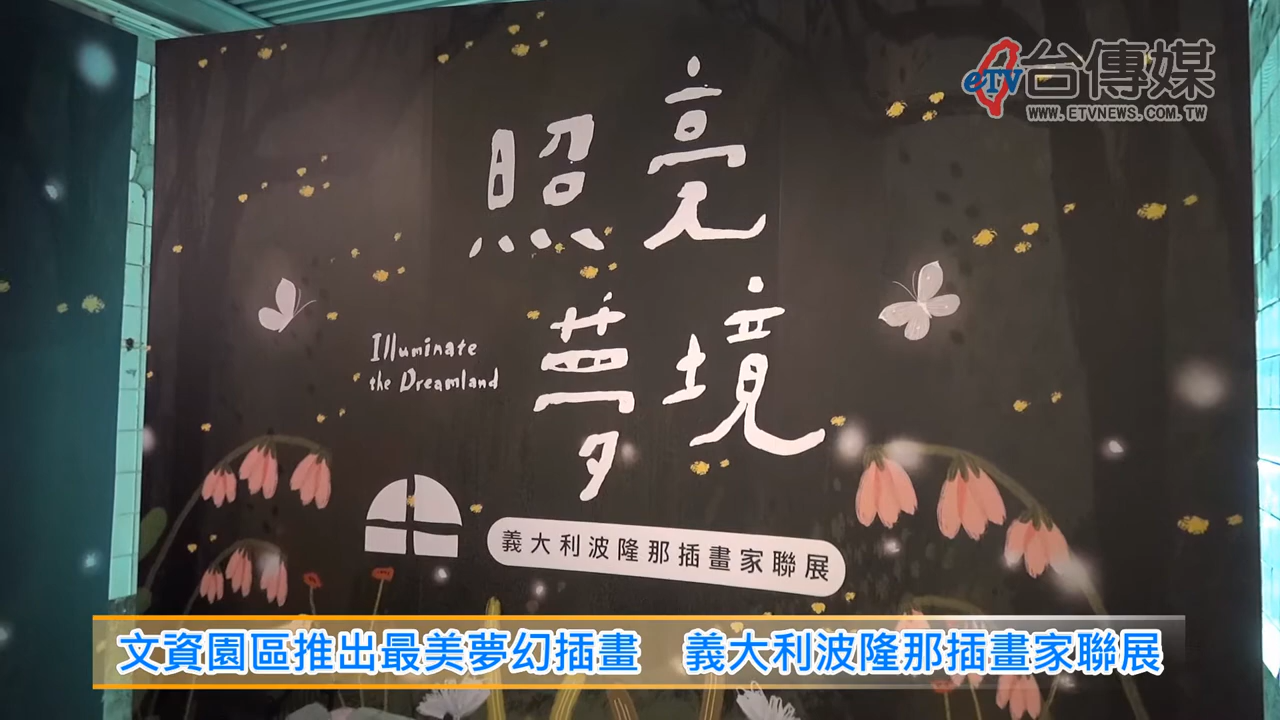 eTV台傳媒
WWW.ETVNEWS.COM.TW
照亮
夢境
Illuminate
the Dreamland
義大利波隆那插畫家聯展
文資園區推出最美夢幻插畫 義大利波隆那插畫家聯展